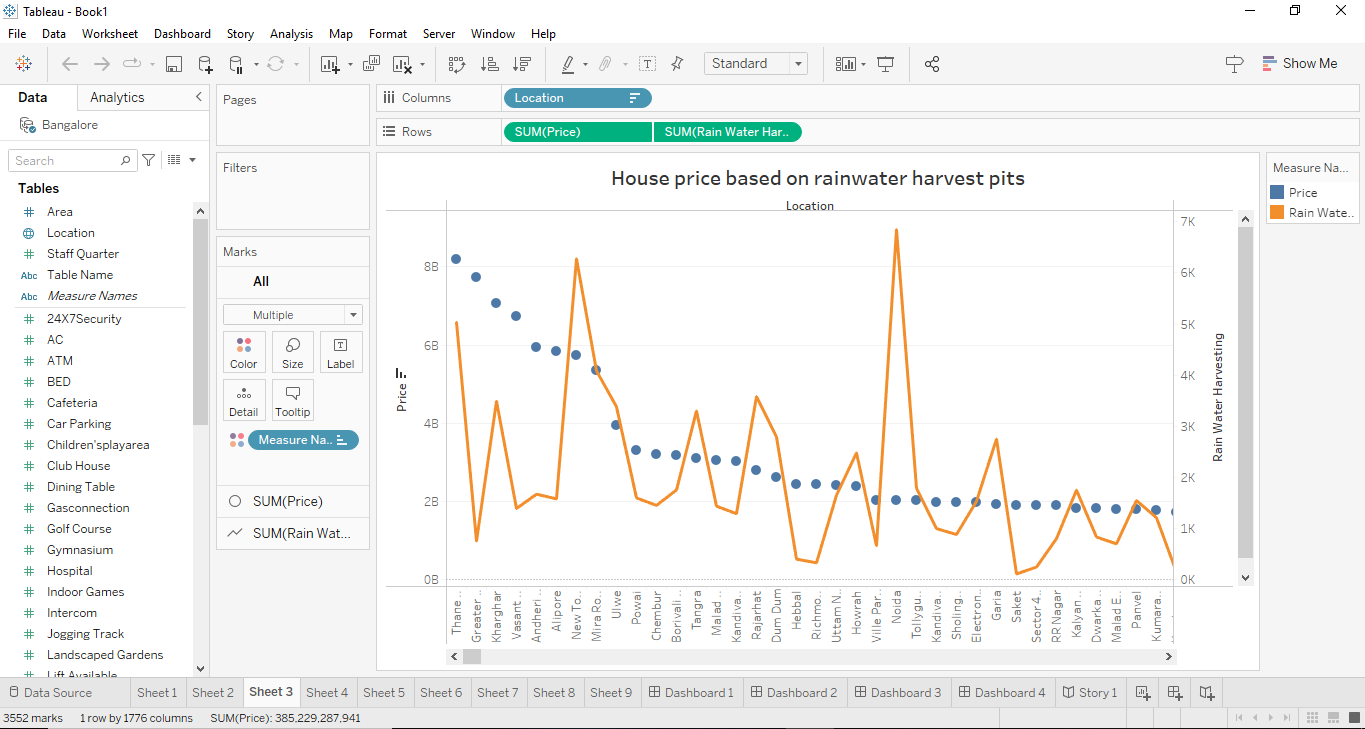 Tableau - Book1
File Data Worksheet Dashboard Story Analysis Map Format Server Window Help
Standard
Show Me
Data
Analytics
Bangalore
Search
Tables
Area
Location
Staff Quarter
Abc Table Name
Abc Measure Names
24X7Security
AC
ATM
BED
Cafeteria
Car Parking
Children'splayarea
Club House
Dining Table
Gasconnection
Golf Course
Gymnasium
Hospital
Indoor Games
Intercom
Jogging Track
Landscaped Gardens
Lift Available
Pages
Filters
Marks
All
Multiple
Color
Size
Label
Detail
Tooltip
Measure Na..
SUM(Price)
SUM(Rain Wat...
Columns
Location
Rows
SUM(Price)
SUM(Rain Water Har..
House price based on rainwater harvest pits
Location
8B
6B
4B
2B
0B
Price
7K
6K
5K
4K
3K
2K
1K
0K
Rain Water Harvesting
Thane ..
Greater ..
Kharghar
Vasant ..
Andheri ..
Alipore
New To..
Mira Ro..
Ulwe
Powai
Chembur
Borivali ..
Tangra
Malad ..
Kandiva..
Rajarhat
Dum Dum
Hebbal
Richmo..
Uttam N..
Howrah
Ville Par..
Noida
Tollygu..
Kandiva..
Sholing..
Electron..
Garia
Saket
Sector 4..
RR Nagar
Kalyan ..
Dwarka ..
Malad E..
Panvel
Kumara..
Measure Na...
Price
Rain Wate..
Data Source
Sheet 1
Sheet 2
Sheet 3
Sheet 4
Sheet 5
Sheet 6
Sheet 7
Sheet 8
Sheet 9
Dashboard 1
Dashboard 2
Dashboard 3
Dashboard 4
Story 1
3552 marks 1 row by 1776 columns SUM(Price): 385,229,287,941